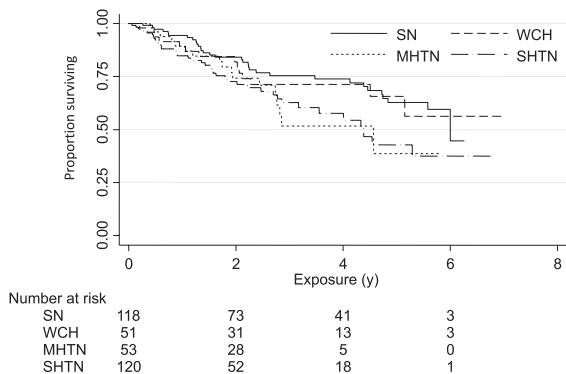 SN WCH
MHTN SHTN
Proportion surviving
1.00
0.75
0.50
0.25
0.00
0 2 4 6 8
Exposure (y)
Number at risk
SN 118 73 41 3
WCH 51 31 13 3
MHTN 53 28 5 0
SHTN 120 52 18 1